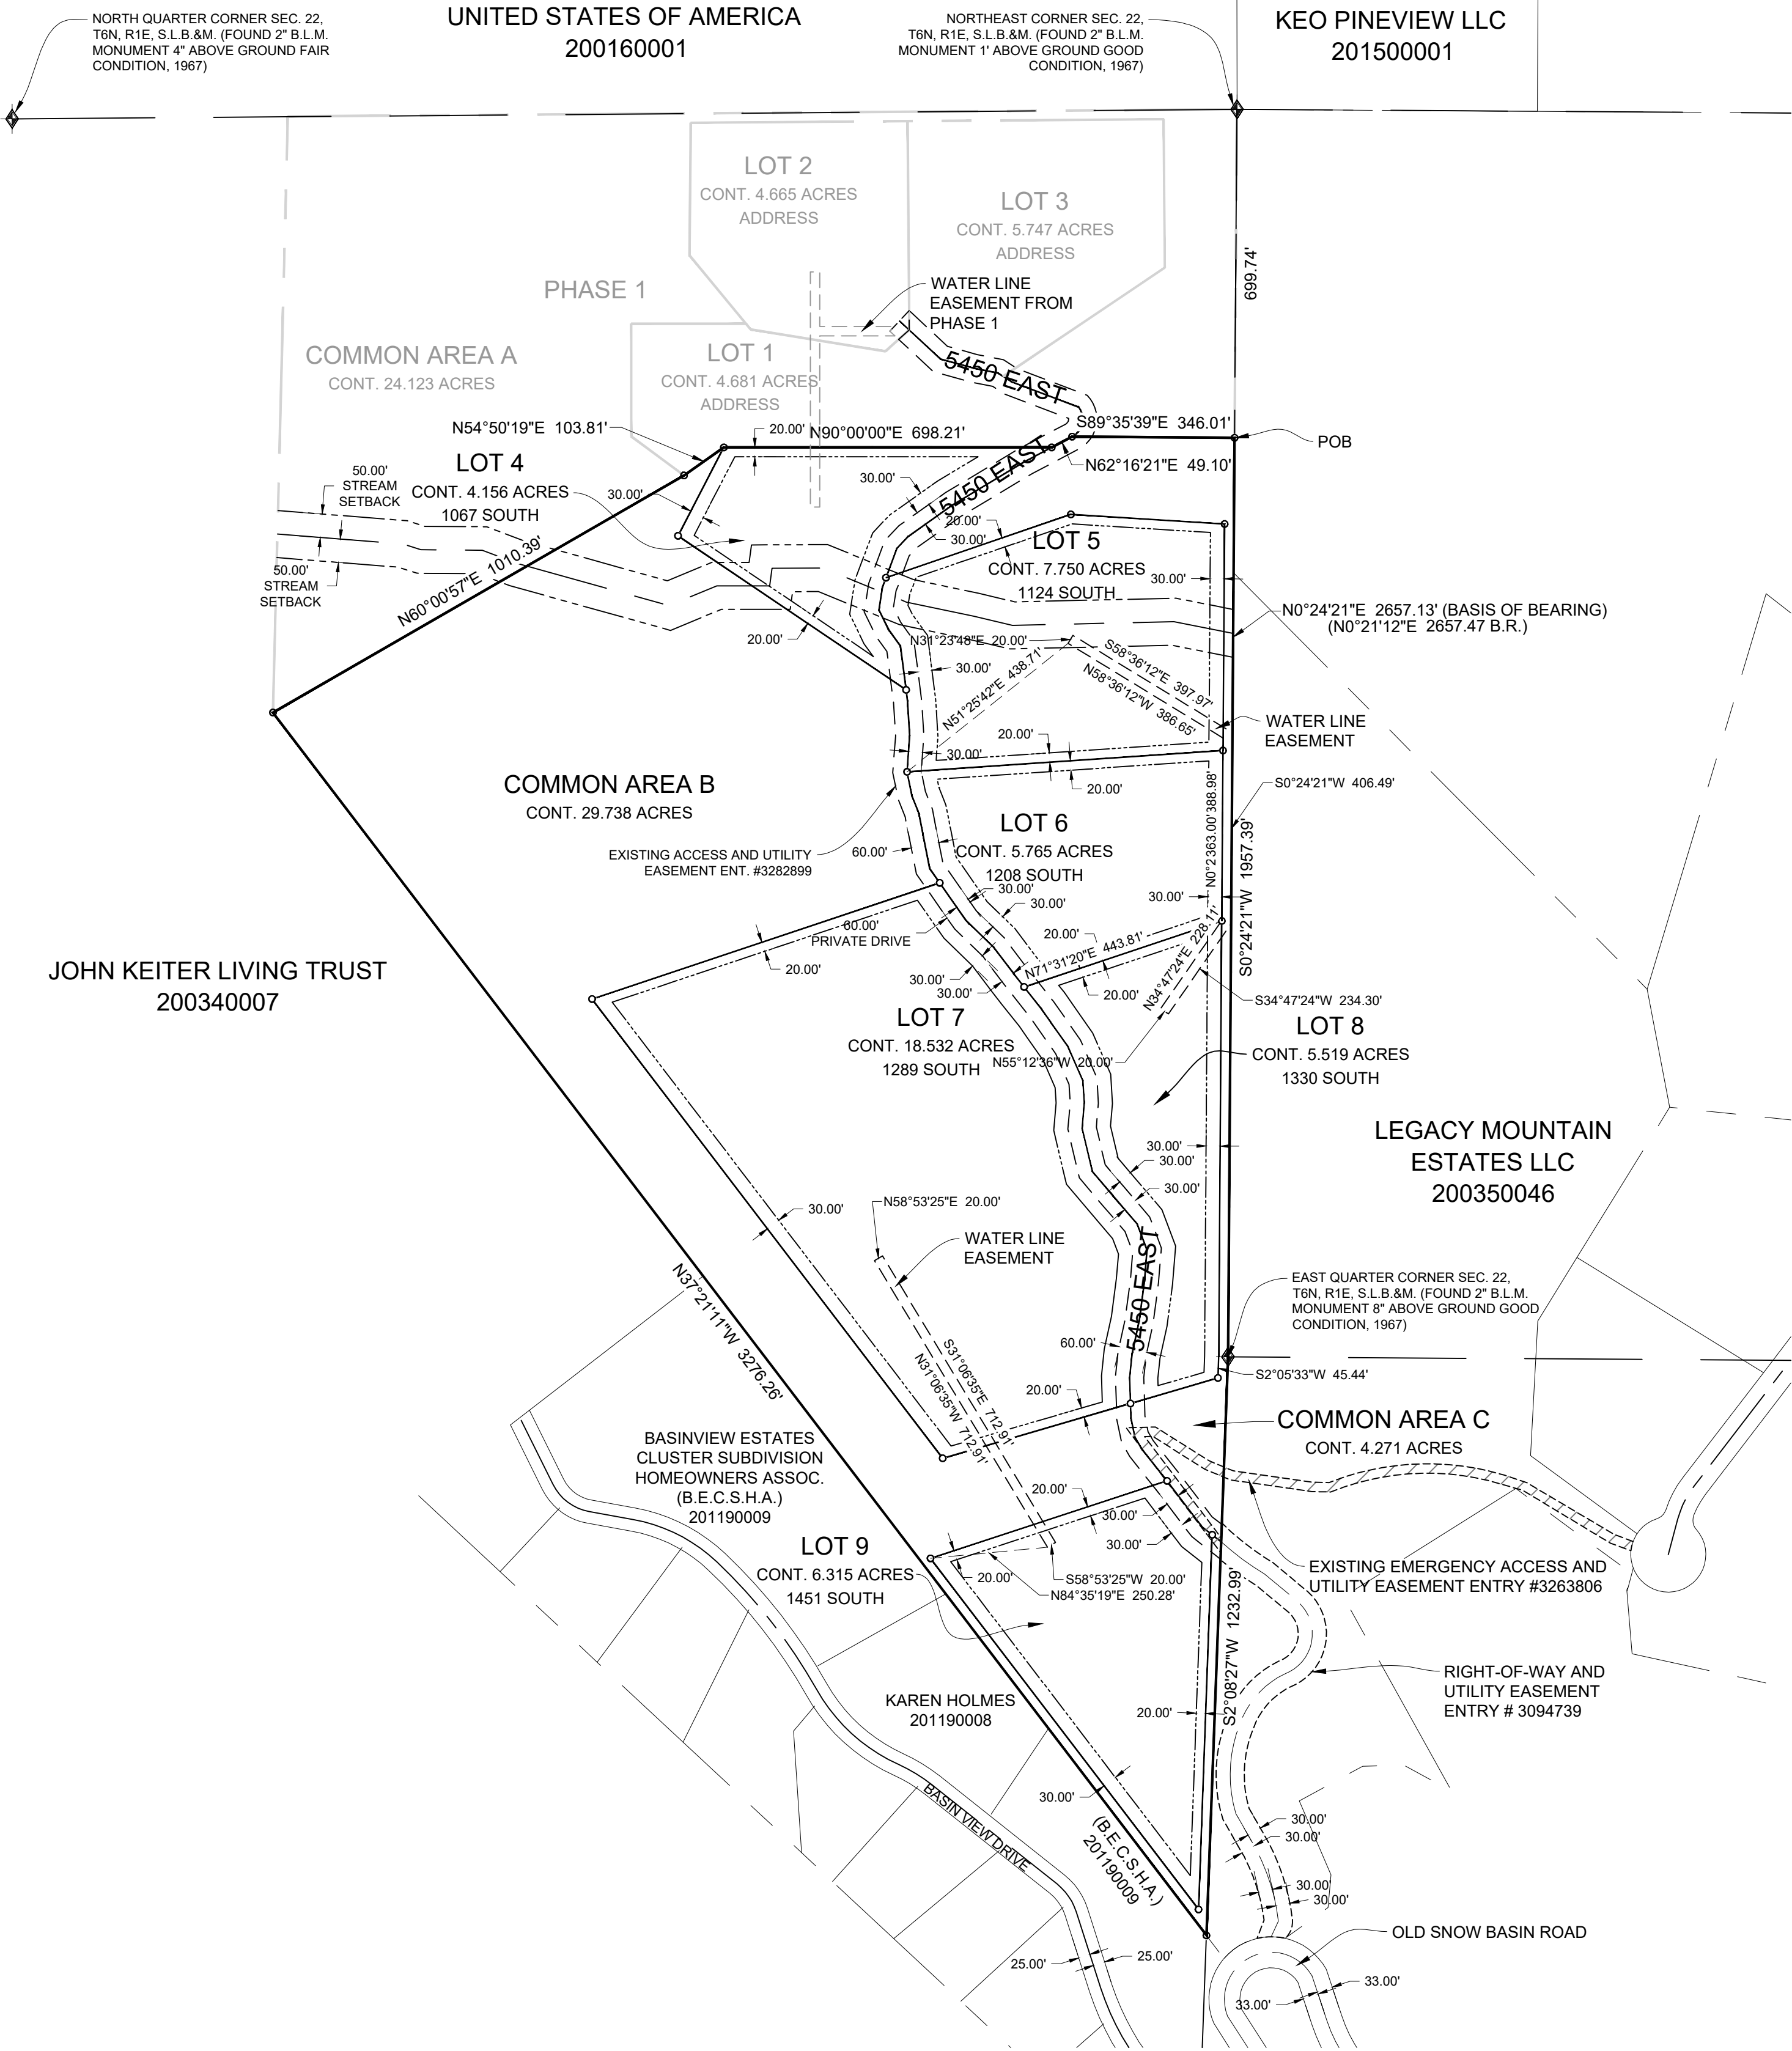 NORTH QUARTER CORNER SEC. 22,
T6N, R1E, S.L.B.&M. (FOUND 2" B.L.M.
MONUMENT 4" ABOVE GROUND FAIR
CONDITION, 1967)
UNITED STATES OF AMERICA
200160001
NORTHEAST CORNER SEC. 22,
T6N, R1E, S.L.B.&M. (FOUND 2" B.L.M.
MONUMENT 1' ABOVE GROUND GOOD
CONDITION, 1967)
KEO PINEVIEW LLC
201500001
LOT 2
CONT. 4.665 ACRES
ADDRESS
LOT 3
CONT. 5.747 ACRES
ADDRESS
699.74'
PHASE 1
WATER LINE
EASEMENT FROM
PHASE 1
COMMON AREA A
CONT. 24.123 ACRES
LOT 1
CONT. 4.681 ACRES
ADDRESS
5450 EAST
N54°50'19"E 103.81'
20.00'
N90°00'00"E 698.21'
S89°35'39"E 346.01'
POB
N62°16'21"E 49.10'
LOT 4
CONT. 4.156 ACRES
1067 SOUTH
50.00'
STREAM
SETBACK
30.00'
30.00'
5450 EAST
20.00'
30.00'
50.00'
STREAM
SETBACK
N60°00'57"E 1010.39'
LOT 5
CONT. 7.750 ACRES
1124 SOUTH
30.00'
N0°24'21"E 2657.13' (BASIS OF BEARING)
(N0°21'12"E 2657.47 B.R.)
20.00'
N31°23'48"E 20.00'
30.00'
N51°25'42"E 438.71'
S58°36'12"E 397.97'
N58°36'12"W 386.65'
WATER LINE
EASEMENT
20.00'
30.00'
20.00'
S0°24'21"W 406.49'
COMMON AREA B
CONT. 29.738 ACRES
363.00'
388.98'
S0°24'21"W 1957.39'
LOT 6
CONT. 5.765 ACRES
1208 SOUTH
EXISTING ACCESS AND UTILITY
EASEMENT ENT. #3282899
60.00'
30.00'
30.00'
30.00'
60.00'
PRIVATE DRIVE
20.00'
20.00'
N71°31'20"E 443.81'
20.00'
N34°47'24"E 228.11'
S34°47'24"W 234.30'
30.00'
30.00'
JOHN KEITER LIVING TRUST
200340007
LOT 7
CONT. 18.532 ACRES
1289 SOUTH
N55°12'36"W 20.00'
LOT 8
CONT. 5.519 ACRES
1330 SOUTH
LEGACY MOUNTAIN
ESTATES LLC
200350046
30.00'
30.00'
30.00'
30.00'
N58°53'25"E 20.00'
WATER LINE
EASEMENT
5450 EAST
N37°21'11"W 3276.26'
EAST QUARTER CORNER SEC. 22,
T6N, R1E, S.L.B.&M. (FOUND 2" B.L.M.
MONUMENT 8" ABOVE GROUND GOOD
CONDITION, 1967)
60.00'
S31°06'35"E 712.91'
N31°06'35"W 712.91'
S2°05'33"W 45.44'
20.00'
COMMON AREA C
CONT. 4.271 ACRES
BASINVIEW ESTATES
CLUSTER SUBDIVISION
HOMEOWNERS ASSOC.
(B.E.C.S.H.A.)
201190009
20.00'
30.00'
30.00'
LOT 9
CONT. 6.315 ACRES
1451 SOUTH
20.00'
S58°53'25"W 20.00'
N84°35'19"E 250.28'
EXISTING EMERGENCY ACCESS AND
UTILITY EASEMENT ENTRY #3263806
S2°08'27"W 1232.99'
RIGHT-OF-WAY AND
UTILITY EASEMENT
ENTRY # 3094739
KAREN HOLMES
201190008
20.00'
30.00'
BASIN VIEW DRIVE
(B.E.C.S.H.A.)
201190009
30.00'
30.00'
30.00'
30.00'
OLD SNOW BASIN ROAD
25.00'
25.00'
33.00'
33.00'